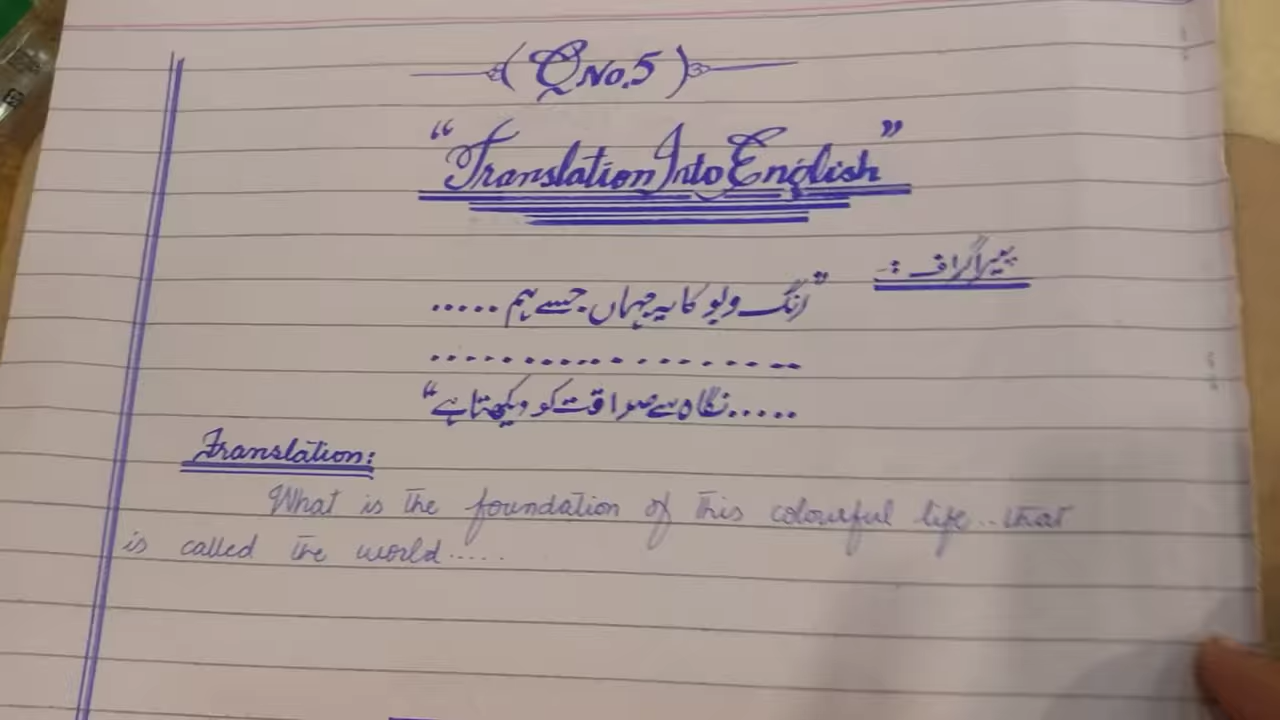 (Q No.5)
"Translation Into English"
پیراگراف :-
"رنگ و بو کا یہ جہاں جسے ہم .....
...................
.....نگاہ سے صداقت کو دیکھتا ہے"
Translation:
What is the foundation of this colourful life..that
is called the world.....